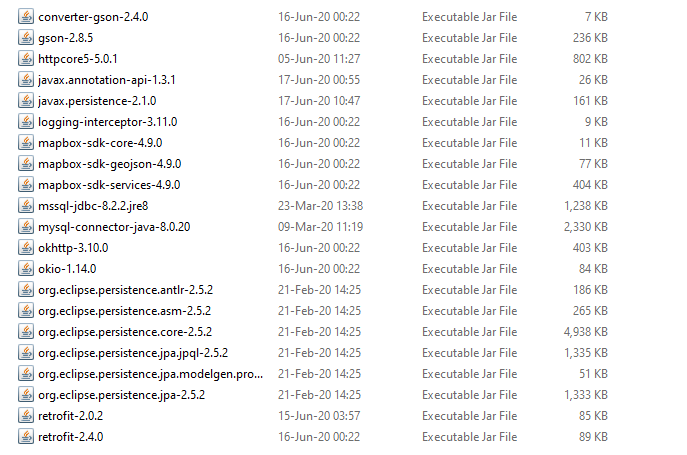 converter-gson-2.4.0 16-Jun-20 00:22 Executable Jar File 7 KB
gson-2.8.5 16-Jun-20 00:22 Executable Jar File 236 KB
httpcore5-5.0.1 05-Jun-20 11:27 Executable Jar File 802 KB
javax.annotation-api-1.3.1 17-Jun-20 00:55 Executable Jar File 26 KB
javax.persistence-2.1.0 17-Jun-20 10:47 Executable Jar File 161 KB
logging-interceptor-3.11.0 16-Jun-20 00:22 Executable Jar File 9 KB
mapbox-sdk-core-4.9.0 16-Jun-20 00:22 Executable Jar File 11 KB
mapbox-sdk-geojson-4.9.0 16-Jun-20 00:22 Executable Jar File 77 KB
mapbox-sdk-services-4.9.0 16-Jun-20 00:22 Executable Jar File 404 KB
mssql-jdbc-8.2.2.jre8 23-Mar-20 13:38 Executable Jar File 1,238 KB
mysql-connector-java-8.0.20 09-Mar-20 11:19 Executable Jar File 2,330 KB
okhttp-3.10.0 16-Jun-20 00:22 Executable Jar File 403 KB
okio-1.14.0 16-Jun-20 00:22 Executable Jar File 84 KB
org.eclipse.persistence.antlr-2.5.2 21-Feb-20 14:25 Executable Jar File 186 KB
org.eclipse.persistence.asm-2.5.2 21-Feb-20 14:25 Executable Jar File 265 KB
org.eclipse.persistence.core-2.5.2 21-Feb-20 14:25 Executable Jar File 4,938 KB
org.eclipse.persistence.jpa.jpql-2.5.2 21-Feb-20 14:25 Executable Jar File 1,335 KB
org.eclipse.persistence.jpa.modelgen.pro... 21-Feb-20 14:25 Executable Jar File 51 KB
org.eclipse.persistence.jpa-2.5.2 21-Feb-20 14:25 Executable Jar File 1,333 KB
retrofit-2.0.2 15-Jun-20 03:57 Executable Jar File 85 KB
retrofit-2.4.0 16-Jun-20 00:22 Executable Jar File 89 KB